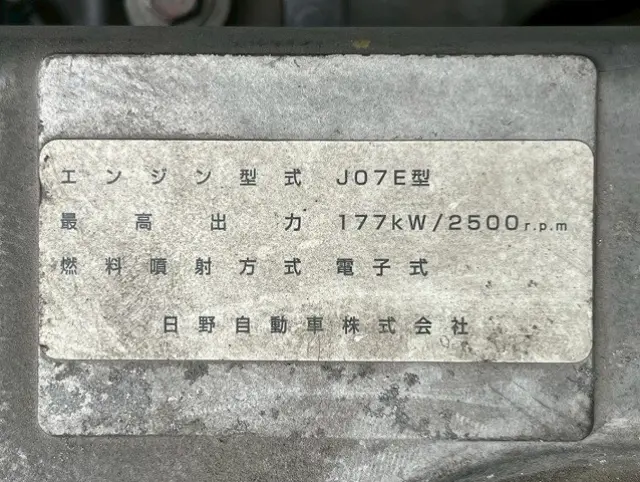 エンジン型式 J07E型
最高出力 177kW/2500r.p.m
燃料噴射方式 電子式
日野自動車株式会社